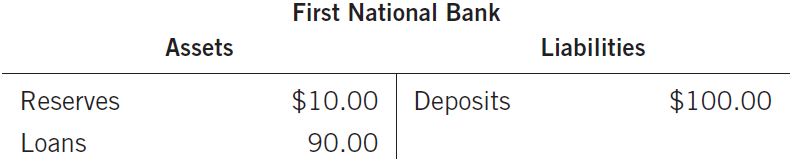 First National Bank
Assets Liabilities
Reserves $10.00 Deposits $100.00
Loans 90.00